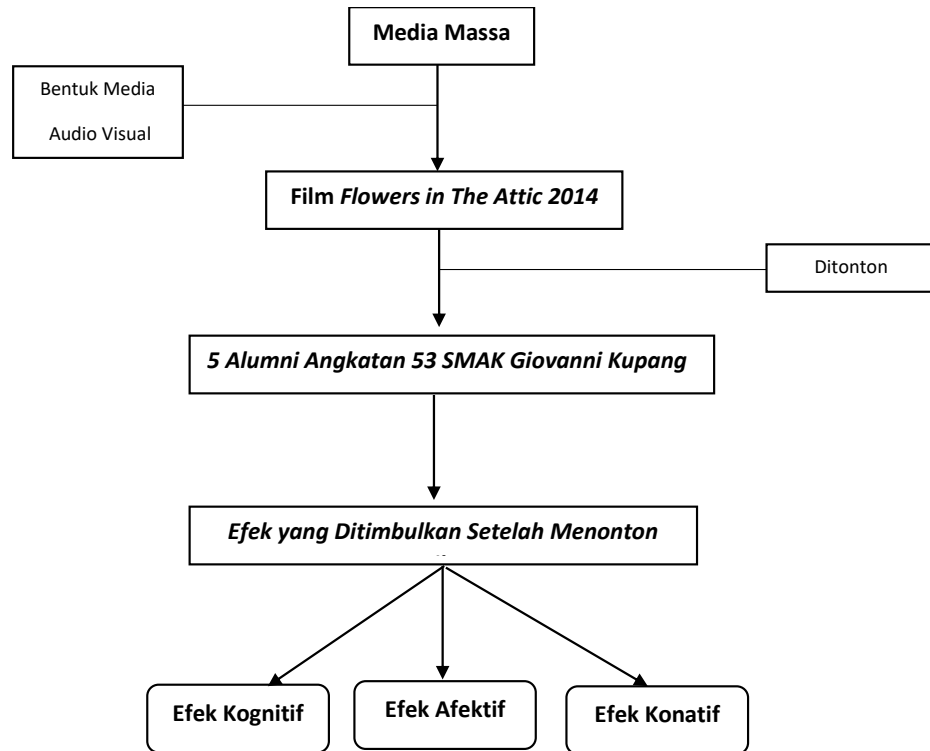 Media Massa
Bentuk Media
Audio Visual
Film Flowers in The Attic 2014
Ditonton
5 Alumni Angkatan 53 SMAK Giovanni Kupang
Efek yang Ditimbulkan Setelah Menonton
Efek Kognitif
Efek Afektif
Efek Konatif